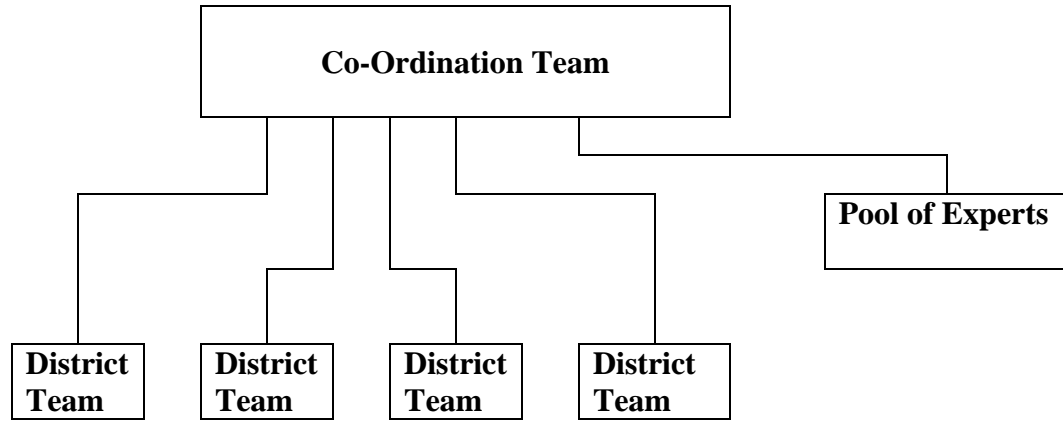 Co-Ordination Team
Pool of Experts
District
Team
District
Team
District
Team
District
Team